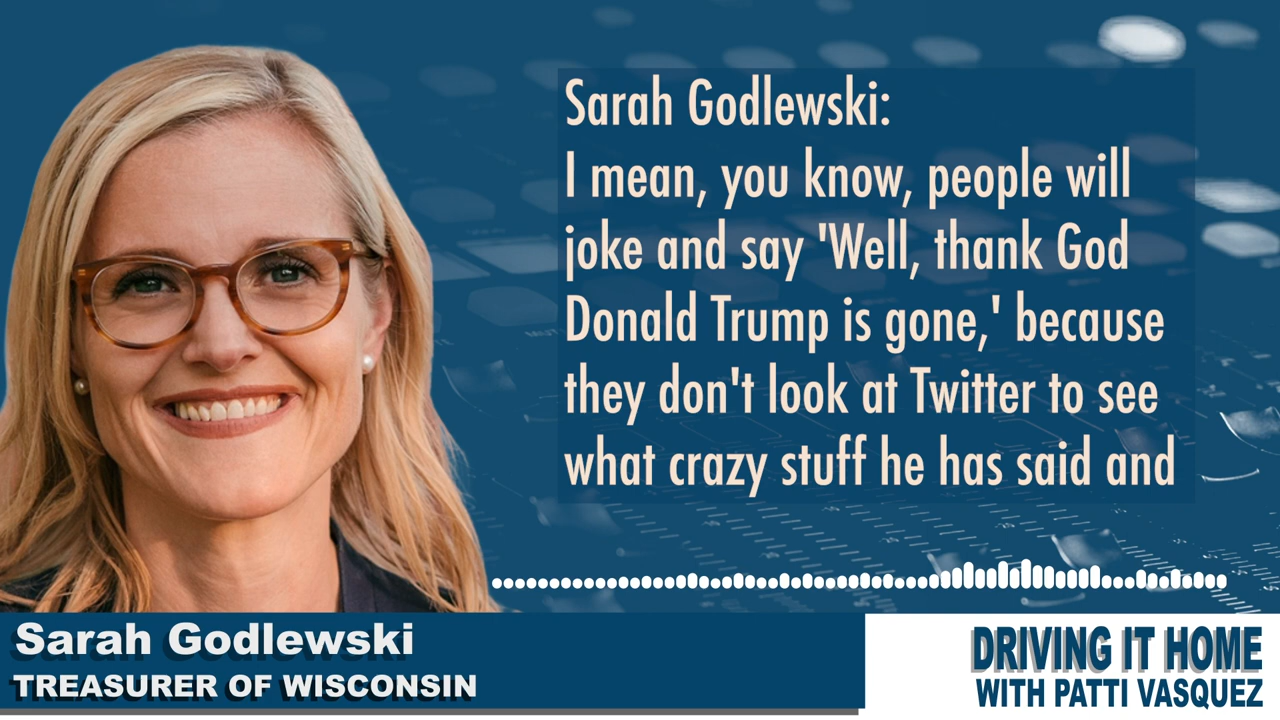 Sarah Godlewski:
I mean, you know, people will
joke and say 'Well, thank God
Donald Trump is gone,' because
they don't look at Twitter to see
what crazy stuff he has said and
Sarah Godlewski
TREASURER OF WISCONSIN
DRIVING IT HOME
WITH PATTI VASQUEZ